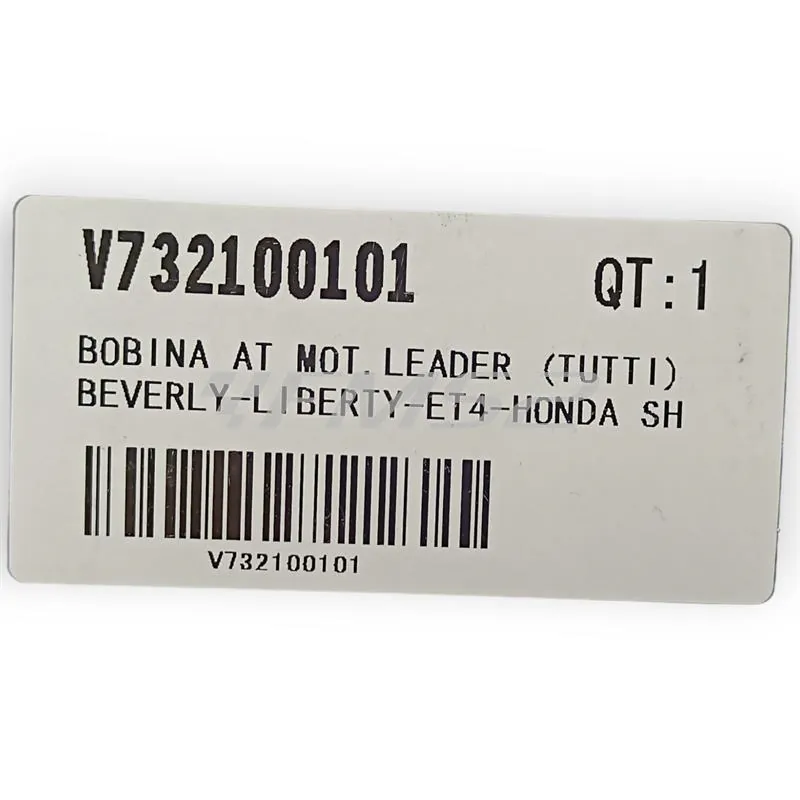 V732100101 QT:1
BOBINA AT MOT.LEADER (TUTTI)
BEVERLY-LIBERTY-ET4-HONDA SH
V732100101